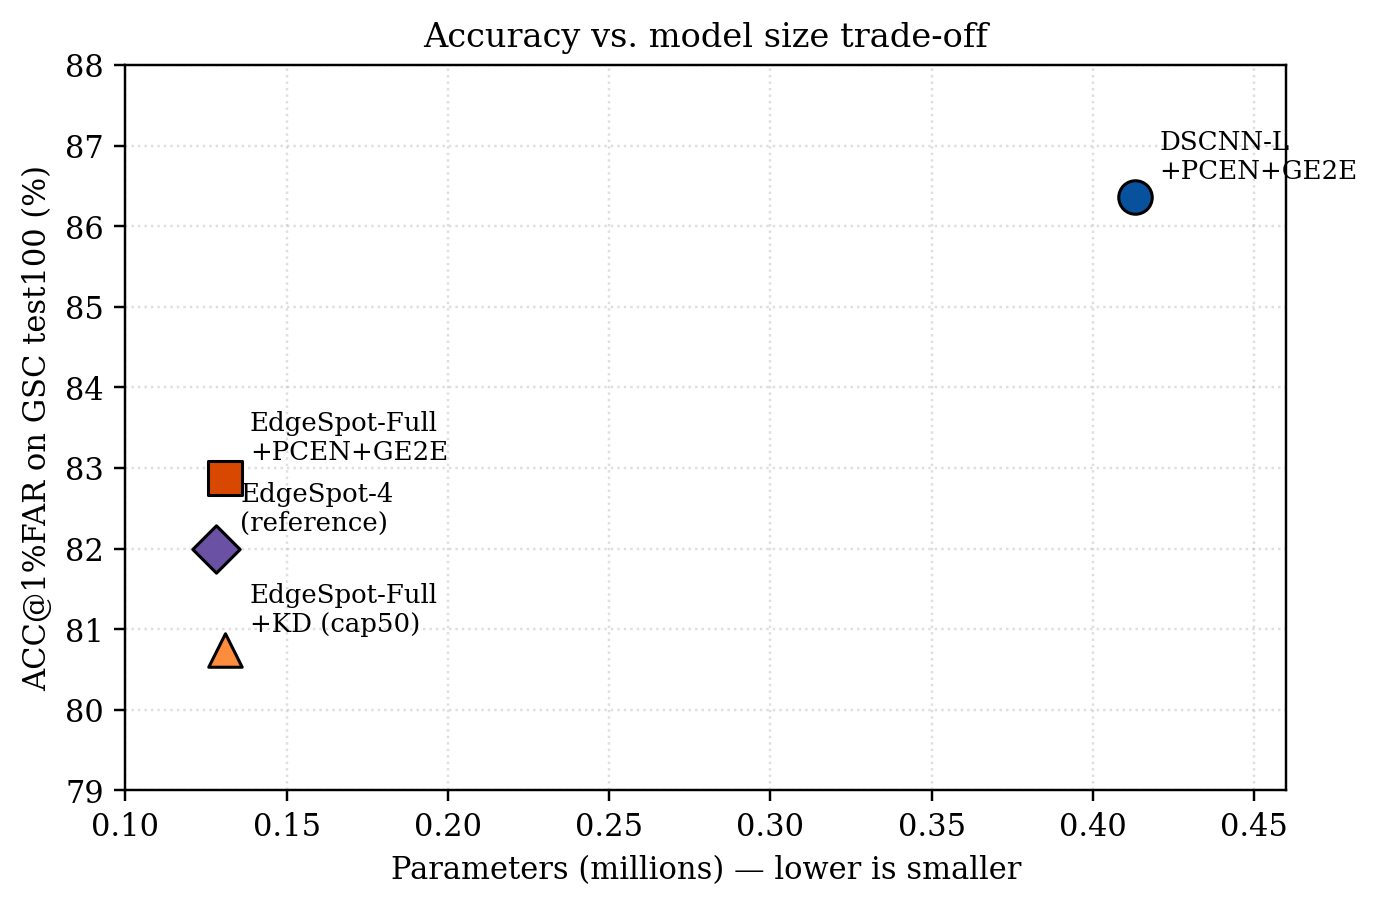 Accuracy vs. model size trade-off
ACC@1%FAR on GSC test100 (%)
88
87
86
85
84
83
82
81
80
79
DSCNN-L
+PCEN+GE2E
EdgeSpot-Full
+PCEN+GE2E
EdgeSpot-4
(reference)
EdgeSpot-Full
+KD (cap50)
0.10 0.15 0.20 0.25 0.30 0.35 0.40 0.45
Parameters (millions) — lower is smaller